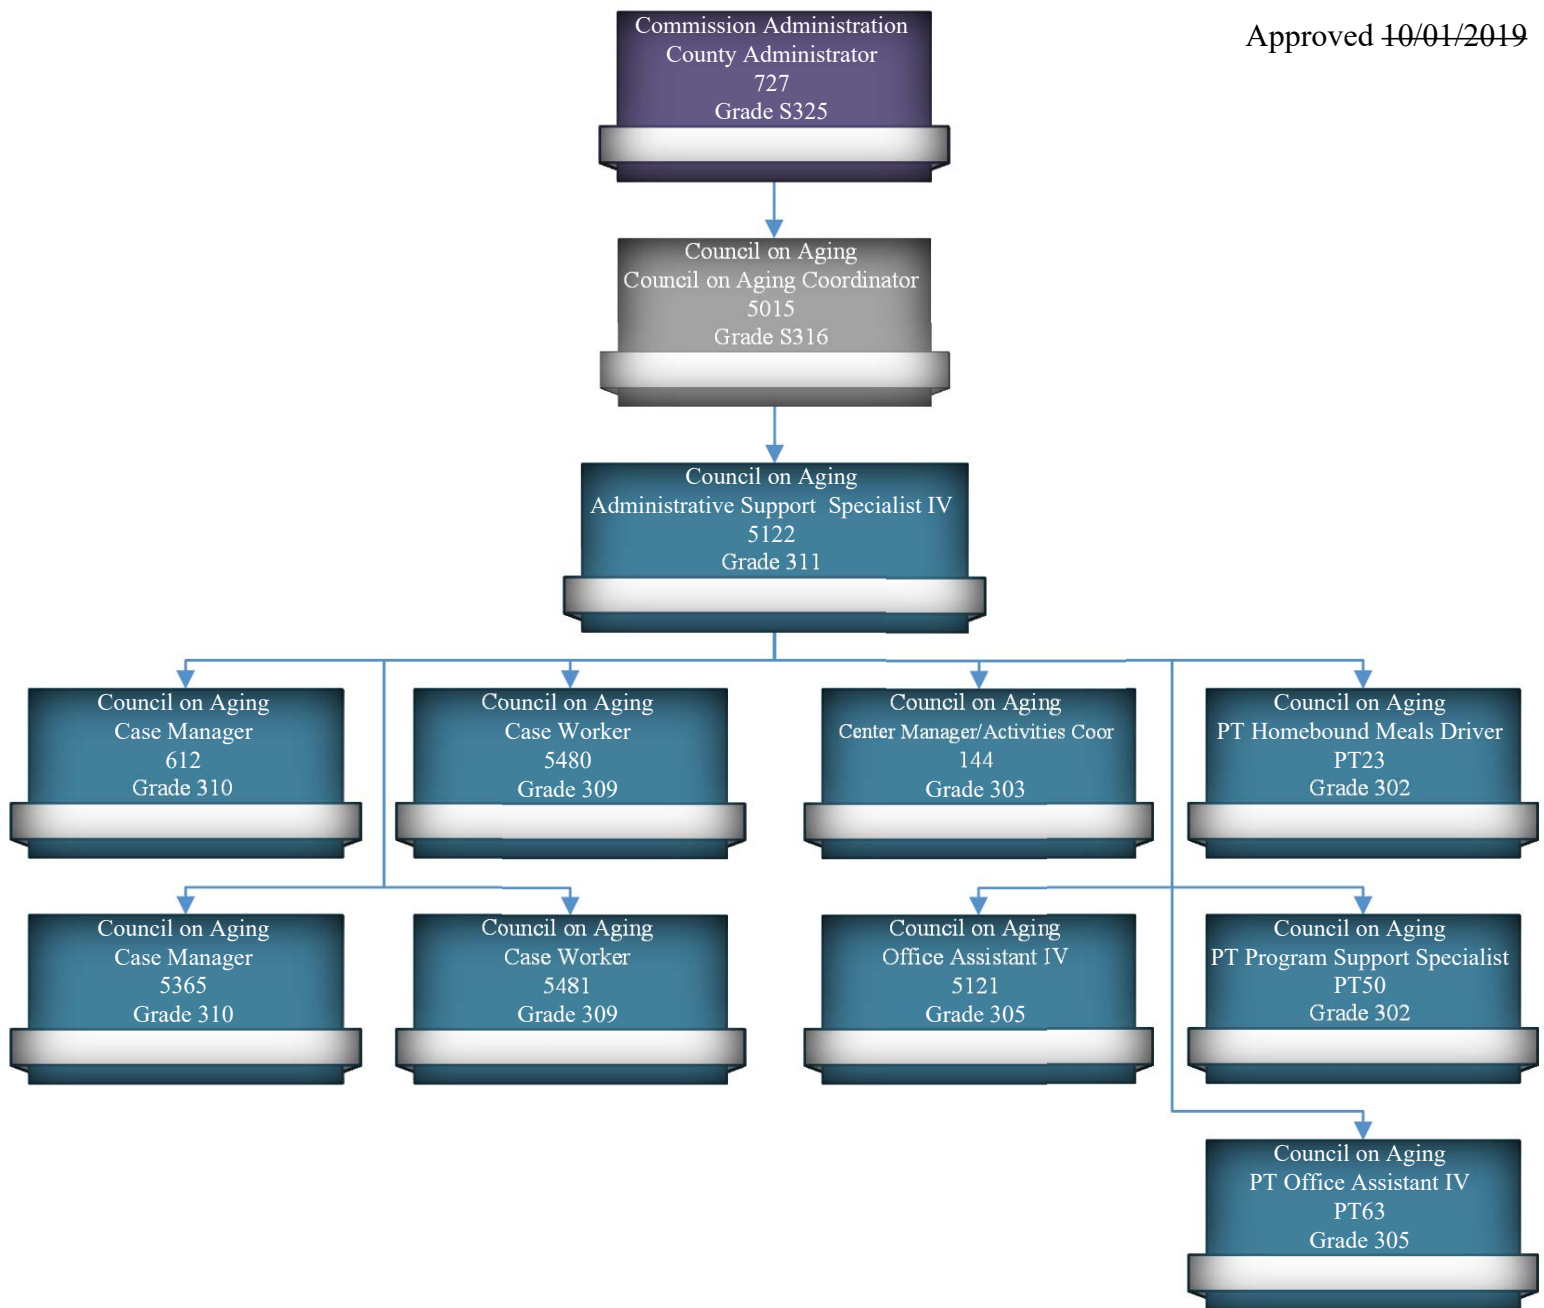 Approved 10/01/2019
Commission Administration
County Administrator
727
Grade S325
Council on Aging
Council on Aging Coordinator
5015
Grade S316
Council on Aging
Administrative Support  Specialist IV
5122
Grade 311
Council on Aging
Case Manager
612
Grade 310
Council on Aging
Case Worker
5480
Grade 309
Council on Aging
Center Manager/Activities Coor
144
Grade 303
Council on Aging
PT Homebound Meals Driver
PT23
Grade 302
Council on Aging
Case Manager
5365
Grade 310
Council on Aging
Case Worker
5481
Grade 309
Council on Aging
Office Assistant IV
5121
Grade 305
Council on Aging
PT Program Support Specialist
PT50
Grade 302
Council on Aging
PT Office Assistant IV
PT63
Grade 305